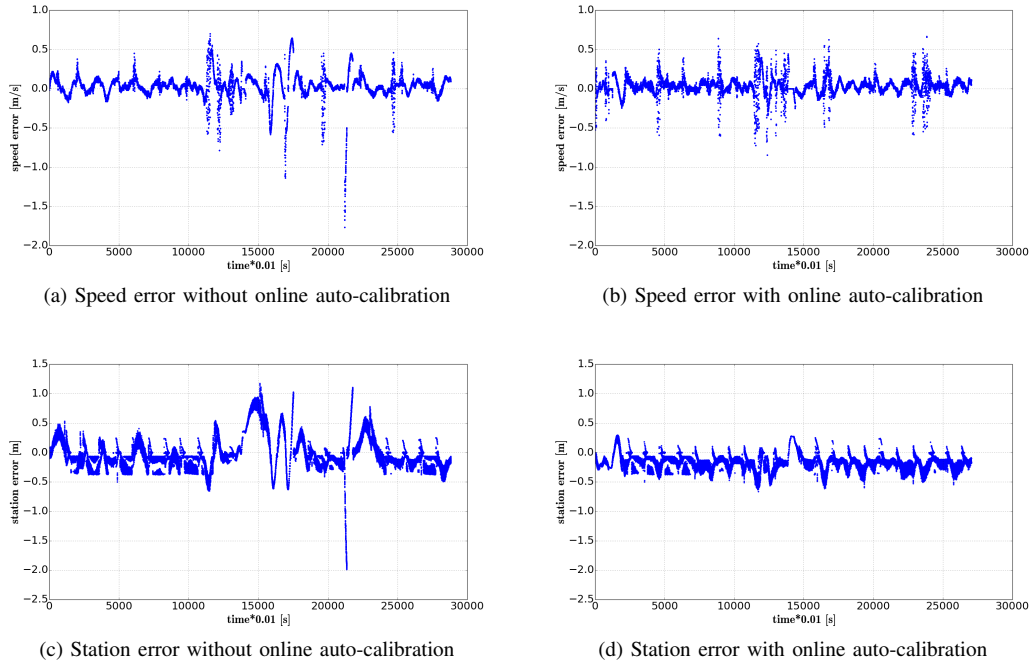 1.0
0.5
0.0
−0.5
−1.0
−1.5
−2.0
speed error [m/s]
0 5000 10000 15000 20000 25000 30000
time*0.01 [s]
(a) Speed error without online auto-calibration
1.0
0.5
0.0
−0.5
−1.0
−1.5
−2.0
speed error [m/s]
0 5000 10000 15000 20000 25000 30000
time*0.01 [s]
(b) Speed error with online auto-calibration
1.5
1.0
0.5
0.0
−0.5
−1.0
−1.5
−2.0
−2.5
station error [m]
0 5000 10000 15000 20000 25000 30000
time*0.01 [s]
(c) Station error without online auto-calibration
1.5
1.0
0.5
0.0
−0.5
−1.0
−1.5
−2.0
−2.5
station error [m]
0 5000 10000 15000 20000 25000 30000
time*0.01 [s]
(d) Station error with online auto-calibration